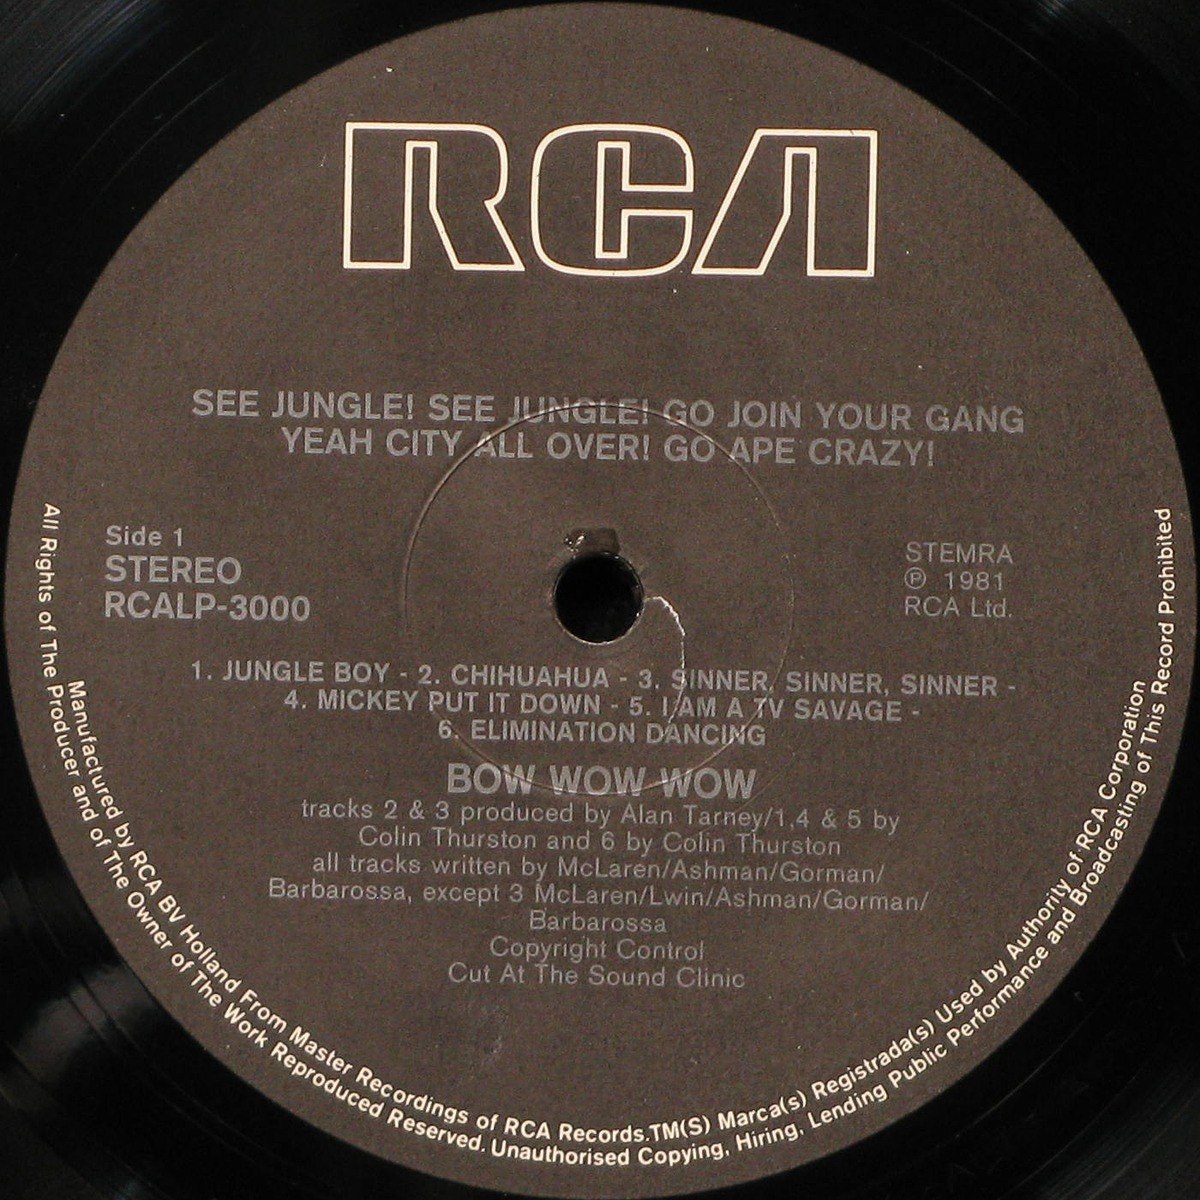 RCA
SEE JUNGLE! SEE JUNGLE! GO JOIN YOUR GANG
YEAH CITY ALL OVER! GO APE CRAZY!
Side 1
STEREO
RCALP-3000
STEMRA
Ⓟ 1981
RCA Ltd.
1. JUNGLE BOY - 2. CHIHUAHUA - 3. SINNER, SINNER, SINNER -
4. MICKEY PUT IT DOWN - 5. I AM A TV SAVAGE -
6. ELIMINATION DANCING
BOW WOW WOW
tracks 2 & 3 produced by Alan Tarney/1,4 & 5 by
Colin Thurston and 6 by Colin Thurston
all tracks written by McLaren/Ashman/Gorman/
Barbarossa, except 3 McLaren/Lwin/Ashman/Gorman/
Barbarossa
Copyright Control
Cut At The Sound Clinic
Manufactured by RCA BV Holland From Master Recordings of RCA Records.TM(S) Marca(s) Registrada(s) Used by Authority of RCA Corporation
All Rights of The Producer and of The Owner of The Work Reproduced Reserved. Unauthorised Copying, Hiring, Lending Public Performance and Broadcasting of This Record Prohibited